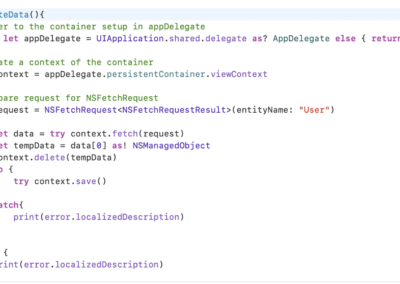 teData(){
er to the container setup in appDelegate
let appDelegate = UIApplication.shared.delegate as? AppDelegate else { return
ate a context of the container
ontext = appDelegate.persistentContainer.viewContext
pare request for NSFetchRequest
request = NSFetchRequest<NSFetchRequestResult>(entityName: "User")
et data = try context.fetch(request)
et tempData = data[0] as! NSManagedObject
ontext.delete(tempData)
o {
try context.save()
atch{
print(error.localizedDescription)
{
rint(error.localizedDescription)